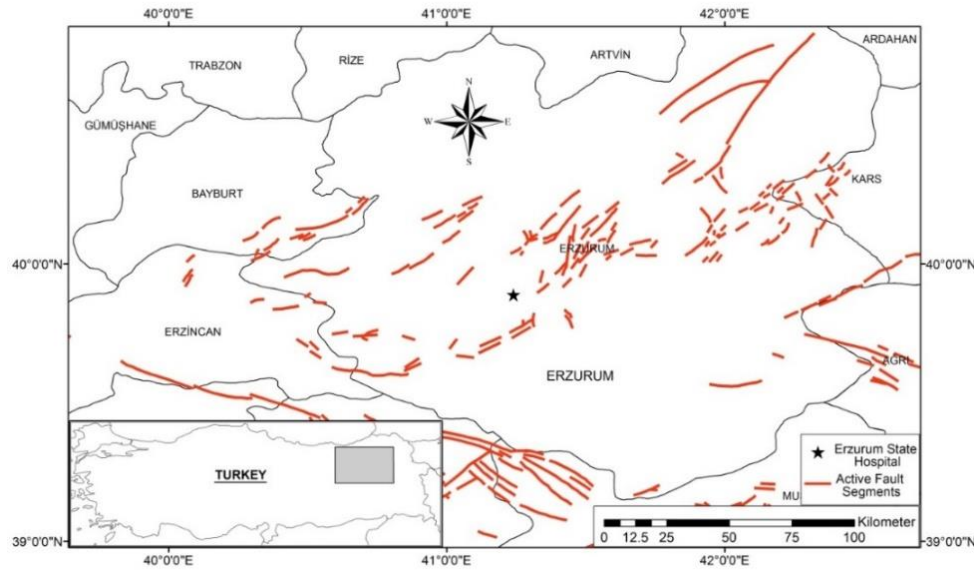 40°0'0"E 41°0'0"E 42°0'0"E
TRABZON
RİZE
ARTVİN
ARDAHAN
GÜMÜŞHANE
N
W E
S
BAYBURT
KARS
ERZURUM
40°0'0"N 40°0'0"N
ERZİNCAN
AĞRI
ERZURUM
TURKEY
Erzurum State
Hospital
Active Fault
Segments
MU
Kilometer
0 12.5 25 50 75 100
39°0'0"N 39°0'0"N
40°0'0"E 41°0'0"E 42°0'0"E